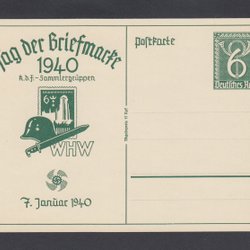 Tag der Briefmarke
1940
K.d.F.-Sammlergruppen
6+4
WHW
7. Januar 1940
Postkarte
6
Deutsches Reich